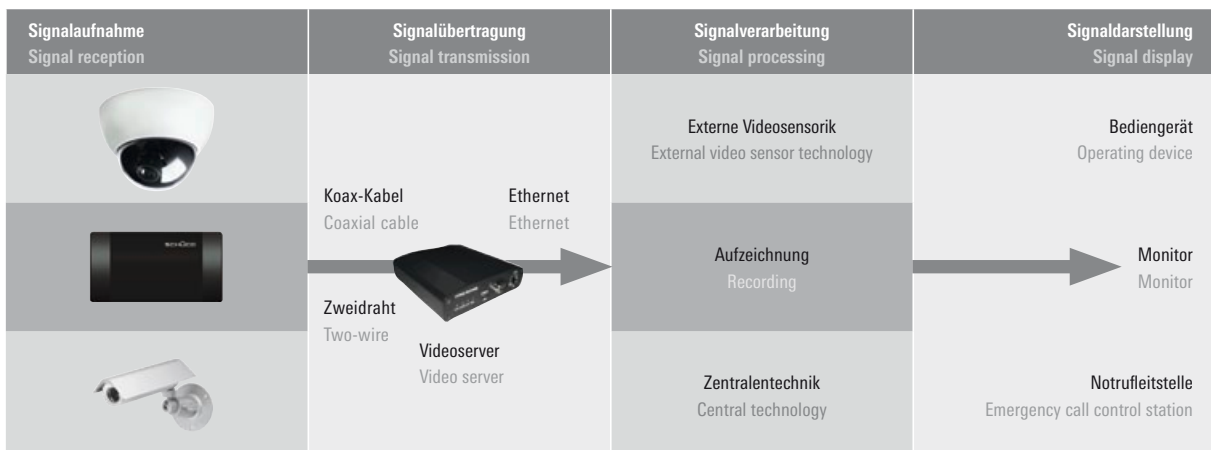 Signalaufnahme
Signal reception
Signalübertragung
Signal transmission
Signalverarbeitung
Signal processing
Signaldarstellung
Signal display
SCHÜCO
Koax-Kabel
Coaxial cable
Ethernet
Ethernet
Zweidraht
Two-wire
Videoserver
Video server
Externe Videosensorik
External video sensor technology
Aufzeichnung
Recording
Zentralentechnik
Central technology
Bediengerät
Operating device
Monitor
Monitor
Notrufleitstelle
Emergency call control station